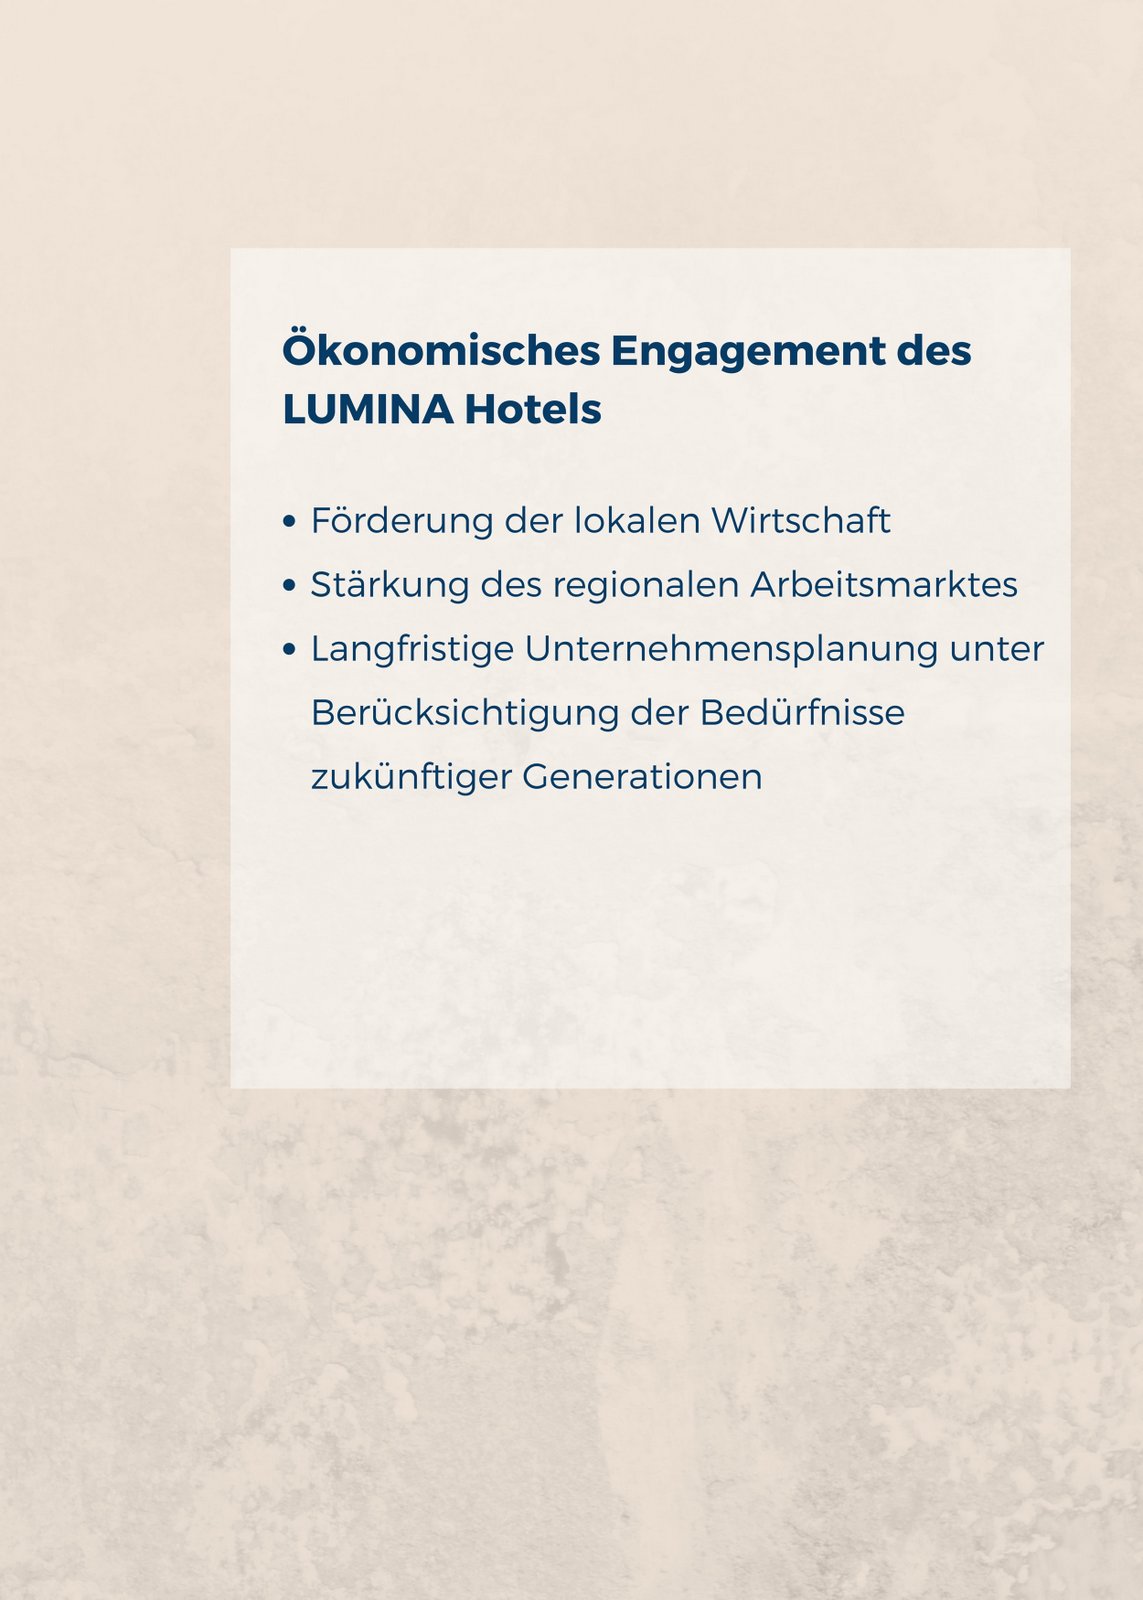 Ökonomisches Engagement des
LUMINA Hotels
• Förderung der lokalen Wirtschaft
• Stärkung des regionalen Arbeitsmarktes
• Langfristige Unternehmensplanung unter
Berücksichtigung der Bedürfnisse
zukünftiger Generationen